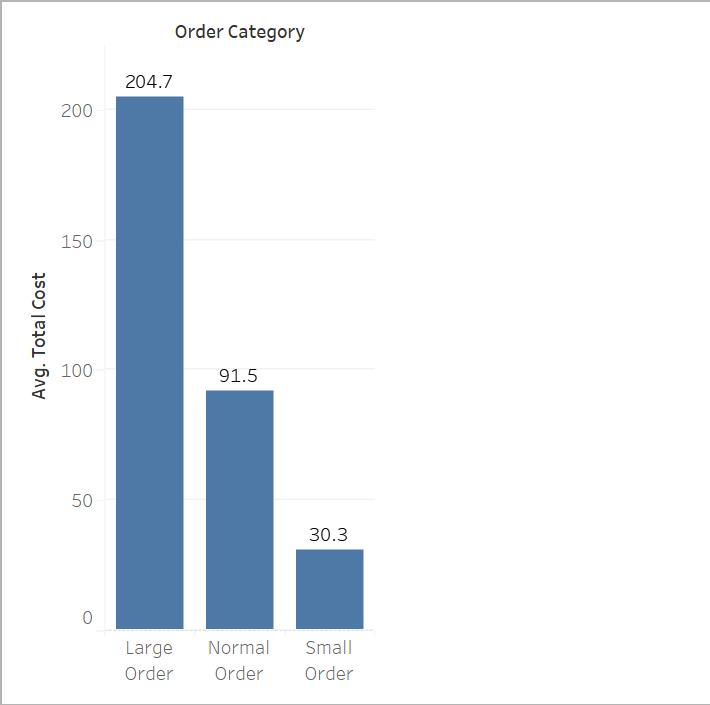 Order Category
204.7
200
150
Avg. Total Cost
100
91.5
50
30.3
0
Large Order
Normal Order
Small Order